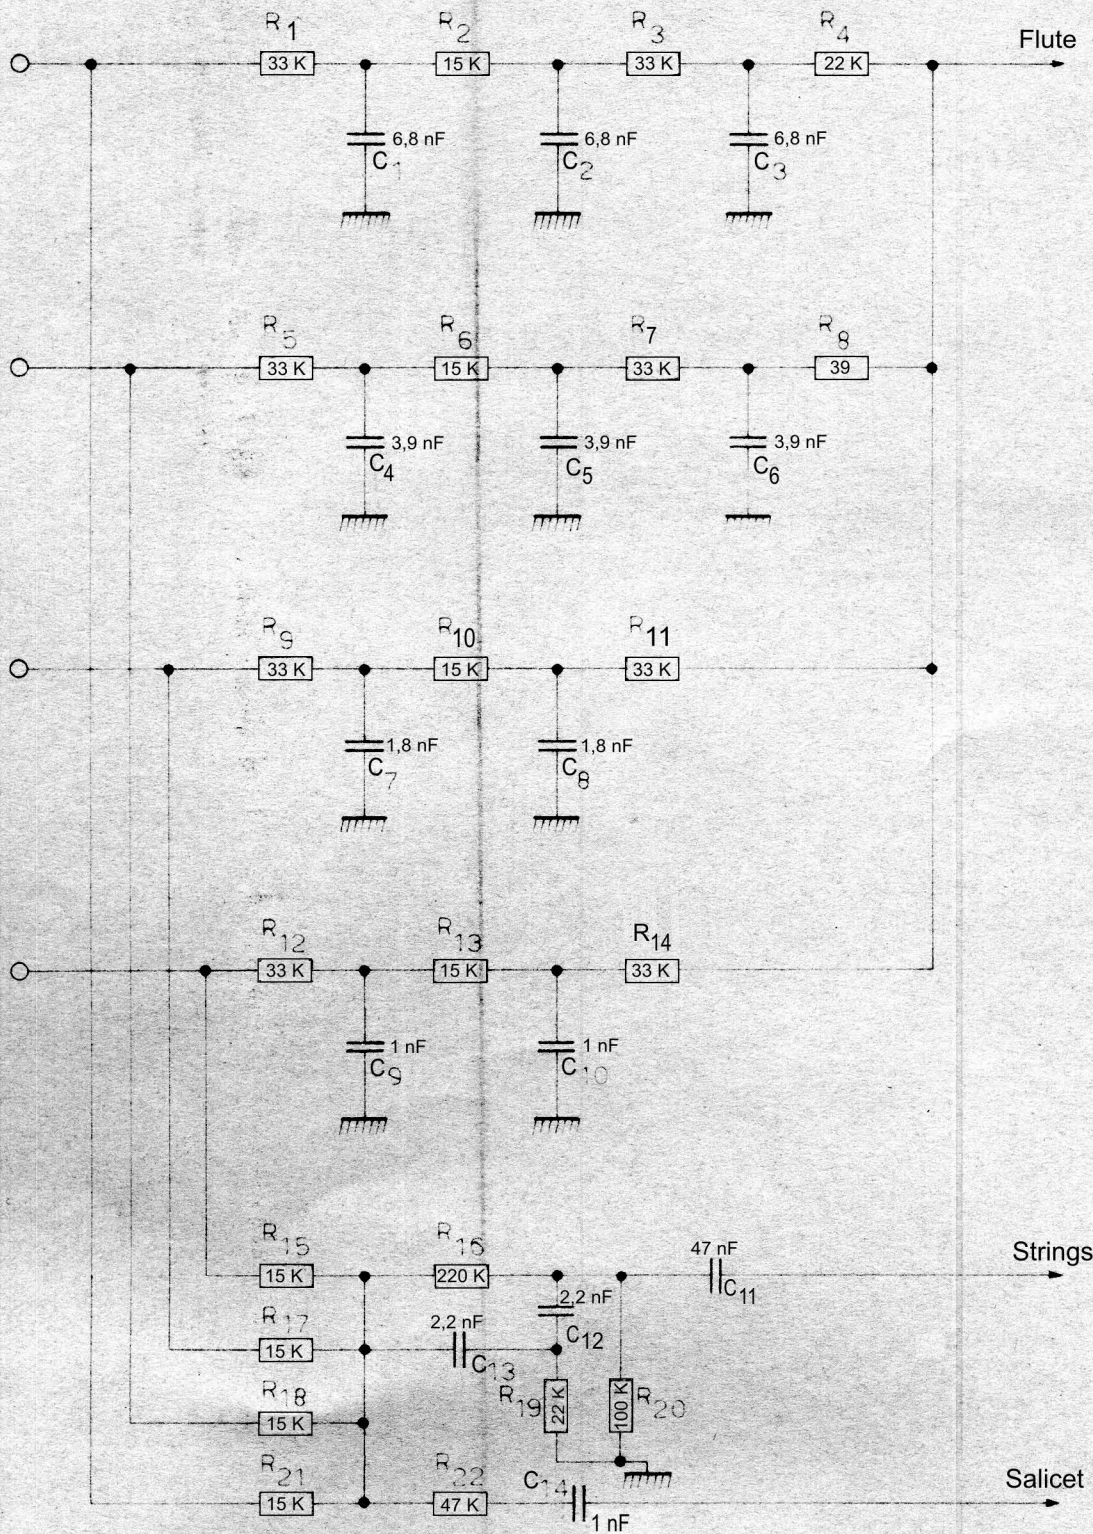 R1 R2 R3 R4 Flute
33 K 15 K 33 K 22 K
6,8 nF 6,8 nF 6,8 nF
C1 C2 C3
R5 R6 R7 R8
33 K 15 K 33 K 39
3,9 nF 3,9 nF 3,9 nF
C4 C5 C6
R9 R10 R11
33 K 15 K 33 K
1,8 nF 1,8 nF
C7 C8
R12 R13 R14
33 K 15 K 33 K
1 nF 1 nF
C9 C10
R15 R16 47 nF Strings
15 K 220 K C11
2,2 nF
R17 2,2 nF C12
15 K C13
R18 R19 22 K 100 K R20
15 K
R21 R22 C14 Salicet
15 K 47 K 1 nF